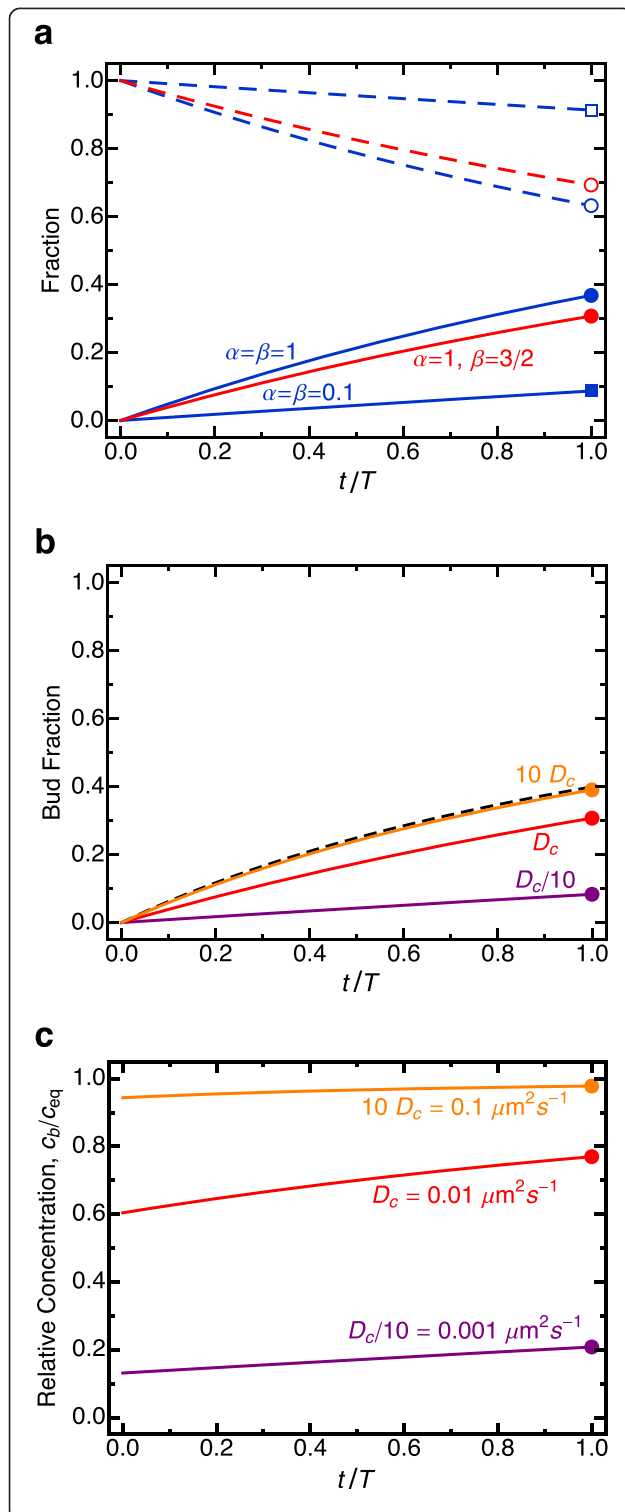 a
1.0
0.8
0.6
0.4
0.2
0.0
Fraction
α=β=1
α=1, β=3/2
α=β=0.1
0.0 0.2 0.4 0.6 0.8 1.0
t/T
b
1.0
0.8
0.6
0.4
0.2
0.0
Bud Fraction
10 D_c
D_c
D_c/10
0.0 0.2 0.4 0.6 0.8 1.0
t/T
c
1.0
0.8
0.6
0.4
0.2
0.0
Relative Concentration, c_b/c_eq
10 D_c = 0.1 μm²s⁻¹
D_c = 0.01 μm²s⁻¹
D_c/10 = 0.001 μm²s⁻¹
0.0 0.2 0.4 0.6 0.8 1.0
t/T